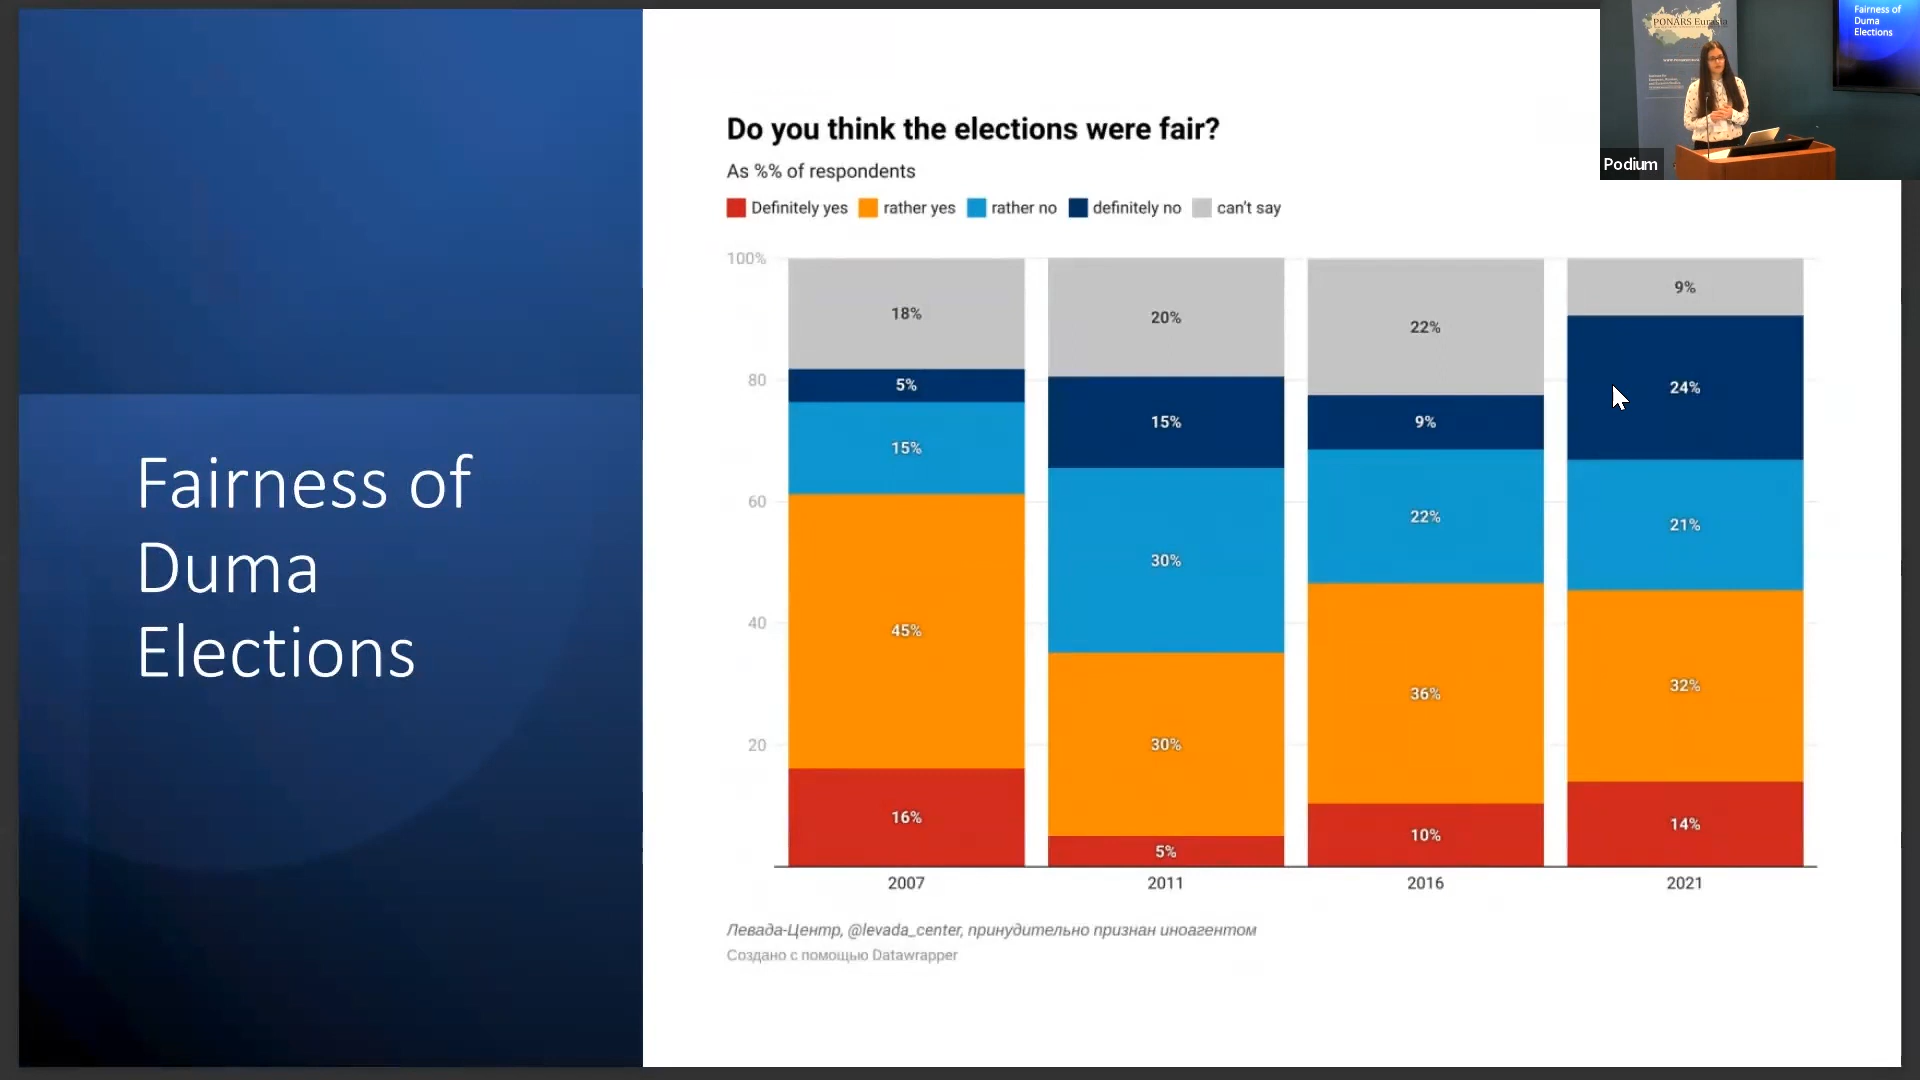 Fairness of
Duma
Elections
Do you think the elections were fair?
As %% of respondents
Definitely yes rather yes rather no definitely no can't say
100%
80
60
40
20
18%
5%
15%
45%
16%
20%
15%
30%
30%
5%
22%
9%
22%
36%
10%
9%
24%
21%
32%
14%
2007 2011 2016 2021
Левада-Центр, @levada_center, принудительно признан иноагентом
Создано с помощью Datawrapper
PONARS Eurasia
Fairness of
Duma
Elections
Podium